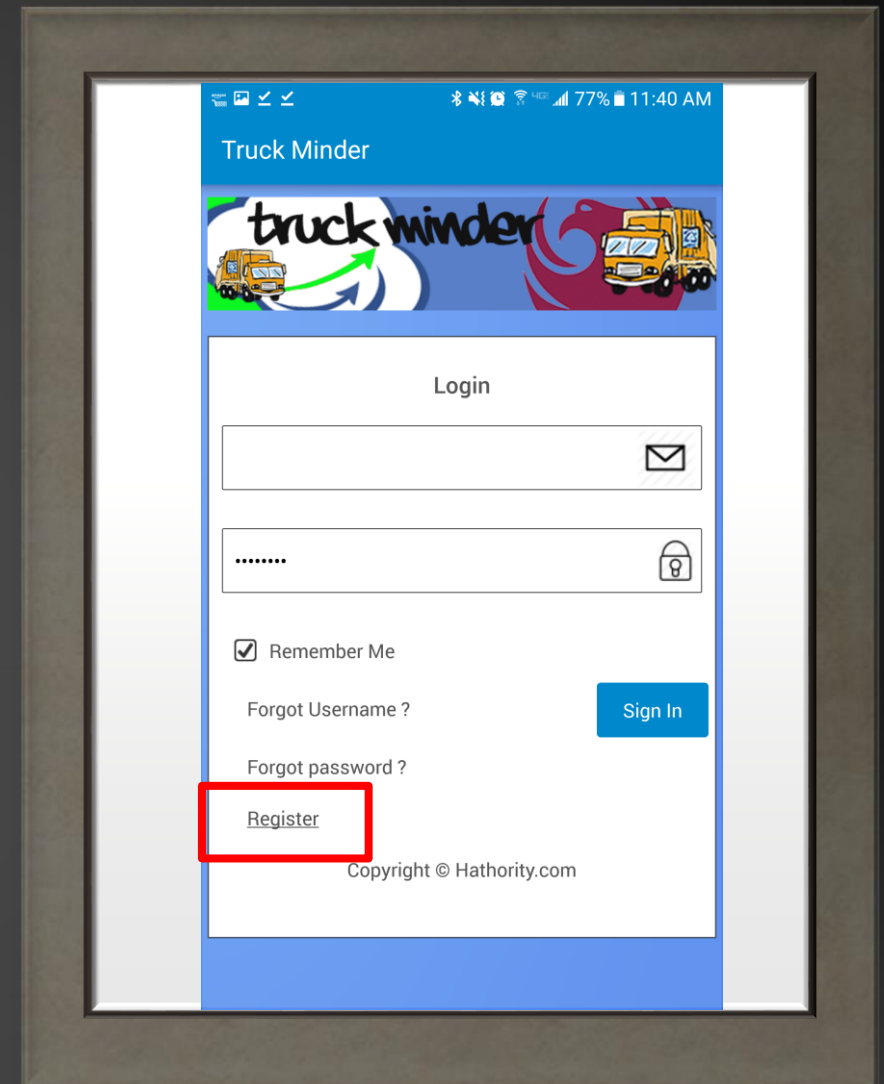 77% 11:40 AM
Truck Minder
truck minder
Login
••••••••
Remember Me
Forgot Username ?
Sign In
Forgot password ?
Register
Copyright © Hathority.com